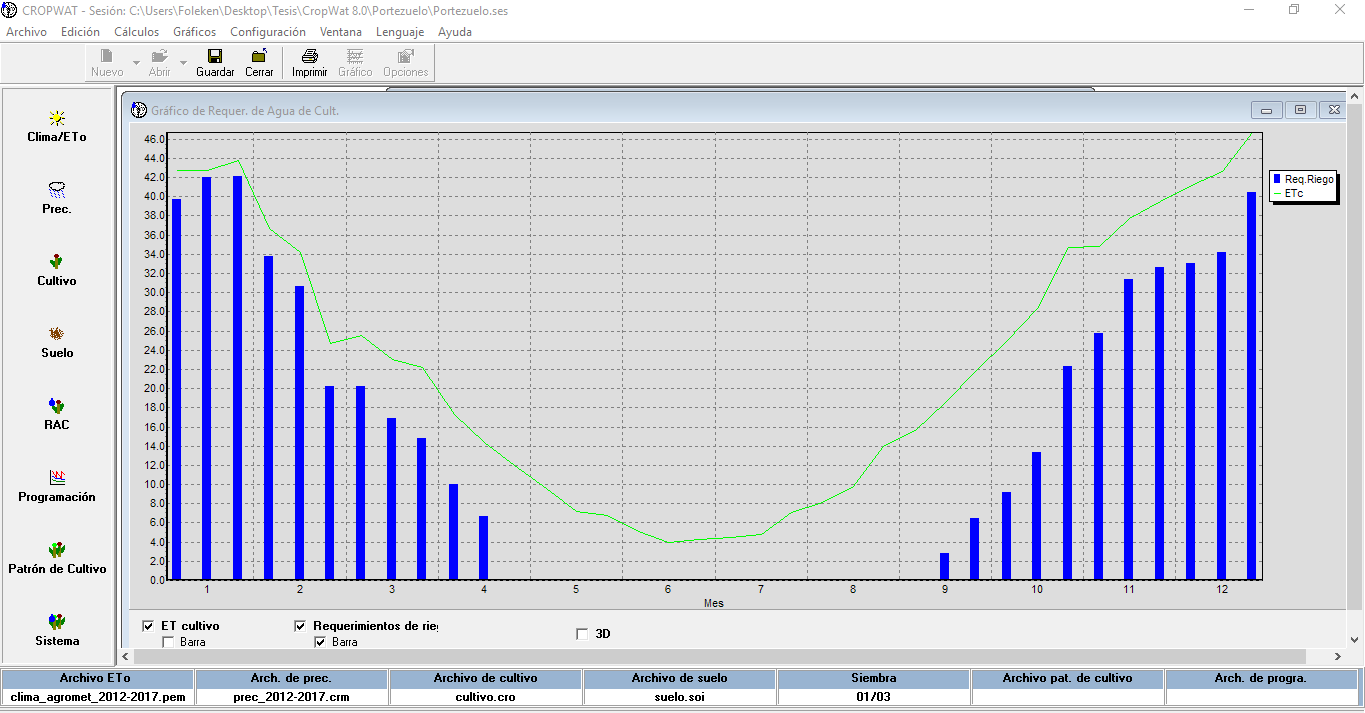 CROPWAT - Sesión: C:\Users\Foleken\Desktop\Tesis\CropWat 8.0\Portezuelo\Portezuelo.ses
Archivo Edición Cálculos Gráficos Configuración Ventana Lenguaje Ayuda
Nuevo Abrir Guardar Cerrar Imprimir Gráfico Opciones
Clima/ETo
Prec.
Cultivo
Suelo
RAC
Programación
Patrón de Cultivo
Sistema
Gráfico de Requer. de Agua de Cult.
46.0
44.0
42.0
40.0
38.0
36.0
34.0
32.0
30.0
28.0
26.0
24.0
22.0
20.0
18.0
16.0
14.0
12.0
10.0
8.0
6.0
4.0
2.0
0.0
1 2 3 4 5 6 7 8 9 10 11 12
Mes
Req.Riego
ETc
ET cultivo Requerimientos de rieg 3D
Barra Barra
Archivo ETo Arch. de prec. Archivo de cultivo Archivo de suelo Siembra Archivo pat. de cultivo Arch. de progra.
clima_agromet_2012-2017.pem prec_2012-2017.crm cultivo.cro suelo.soi 01/03